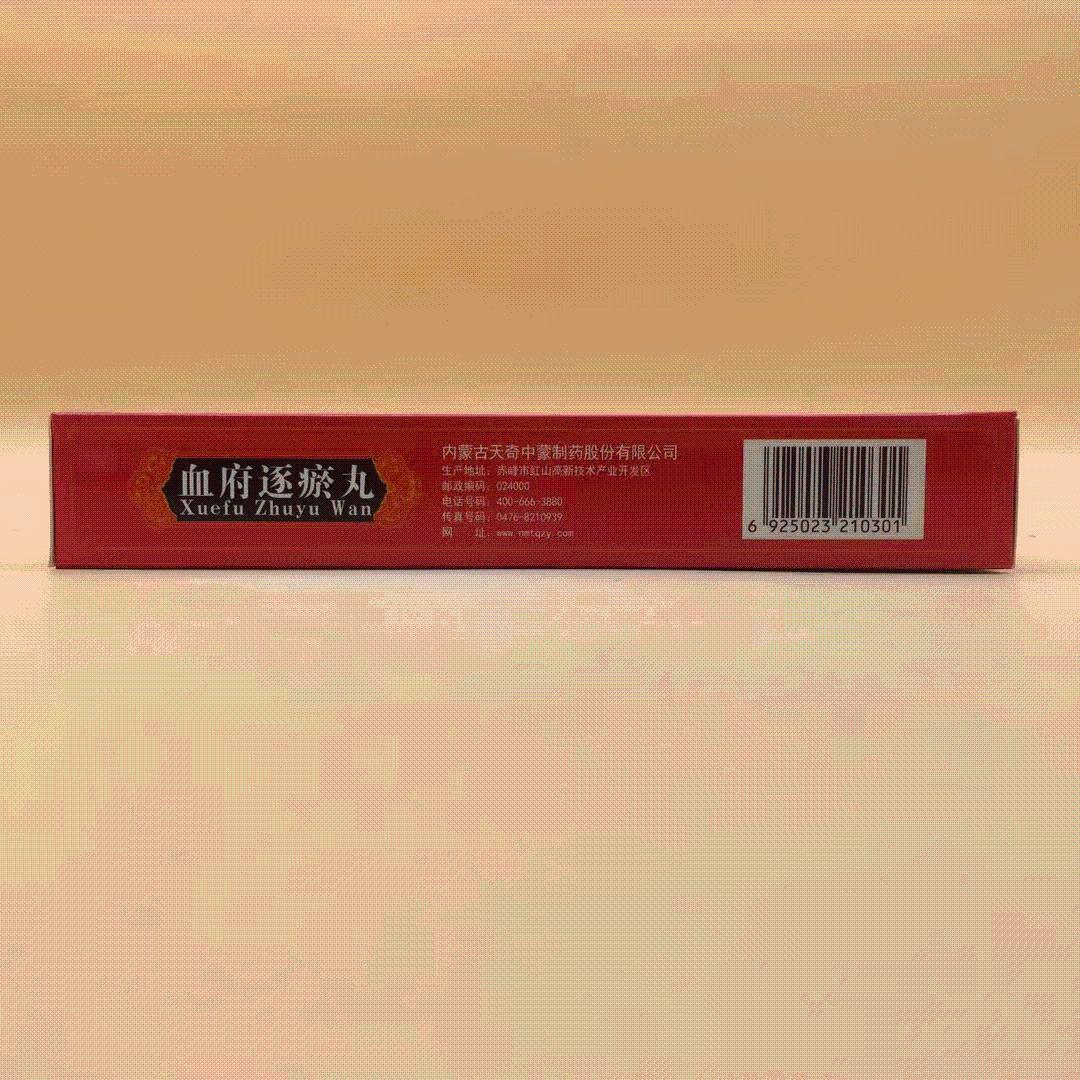 血府逐瘀丸
Xuefu Zhuyu Wan
内蒙古天奇中蒙制药股份有限公司
生产地址：赤峰市红山高新技术产业开发区
邮政编码：024000
电话号码：400-666-3880
传真号码：0476-8210939
网　　址：www.nmtqzy.com
6 925023 210301